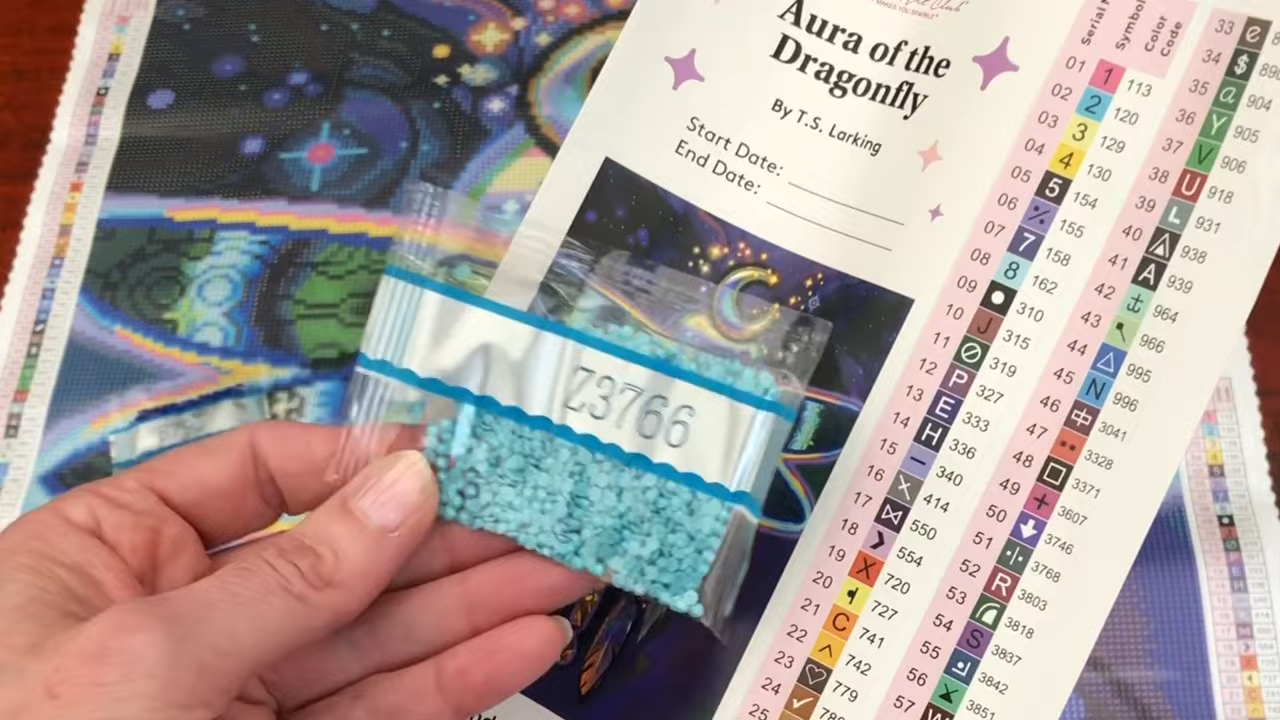 MAKES YOU SPARKLE"
Aura of the
Dragonfly
By T.S. Larking
Start Date:
End Date:
Z3766
Symbol
Color
Code
01 1 113
02 2 120
03 3 129
04 4 130
05 5 154
06 155
07 7 158
08 8 162
09 310
10 J 315
11 319
12 P 327
13 E 333
14 H 336
15 340
16 414
17 550
18 554
19 X 720
20 727
21 C 741
22 742
23 779
24
25
33 e
34 $
35 a 904
36 Y 905
37 V 906
38 U 918
39 L 931
40 938
41 A 939
42 964
43 966
44 995
45 N 996
46 中 3041
47 3328
48 3371
49 + 3607
50 3746
51 3768
52 R 3803
53 3818
54 S 3837
55 3842
56 3851
57 W